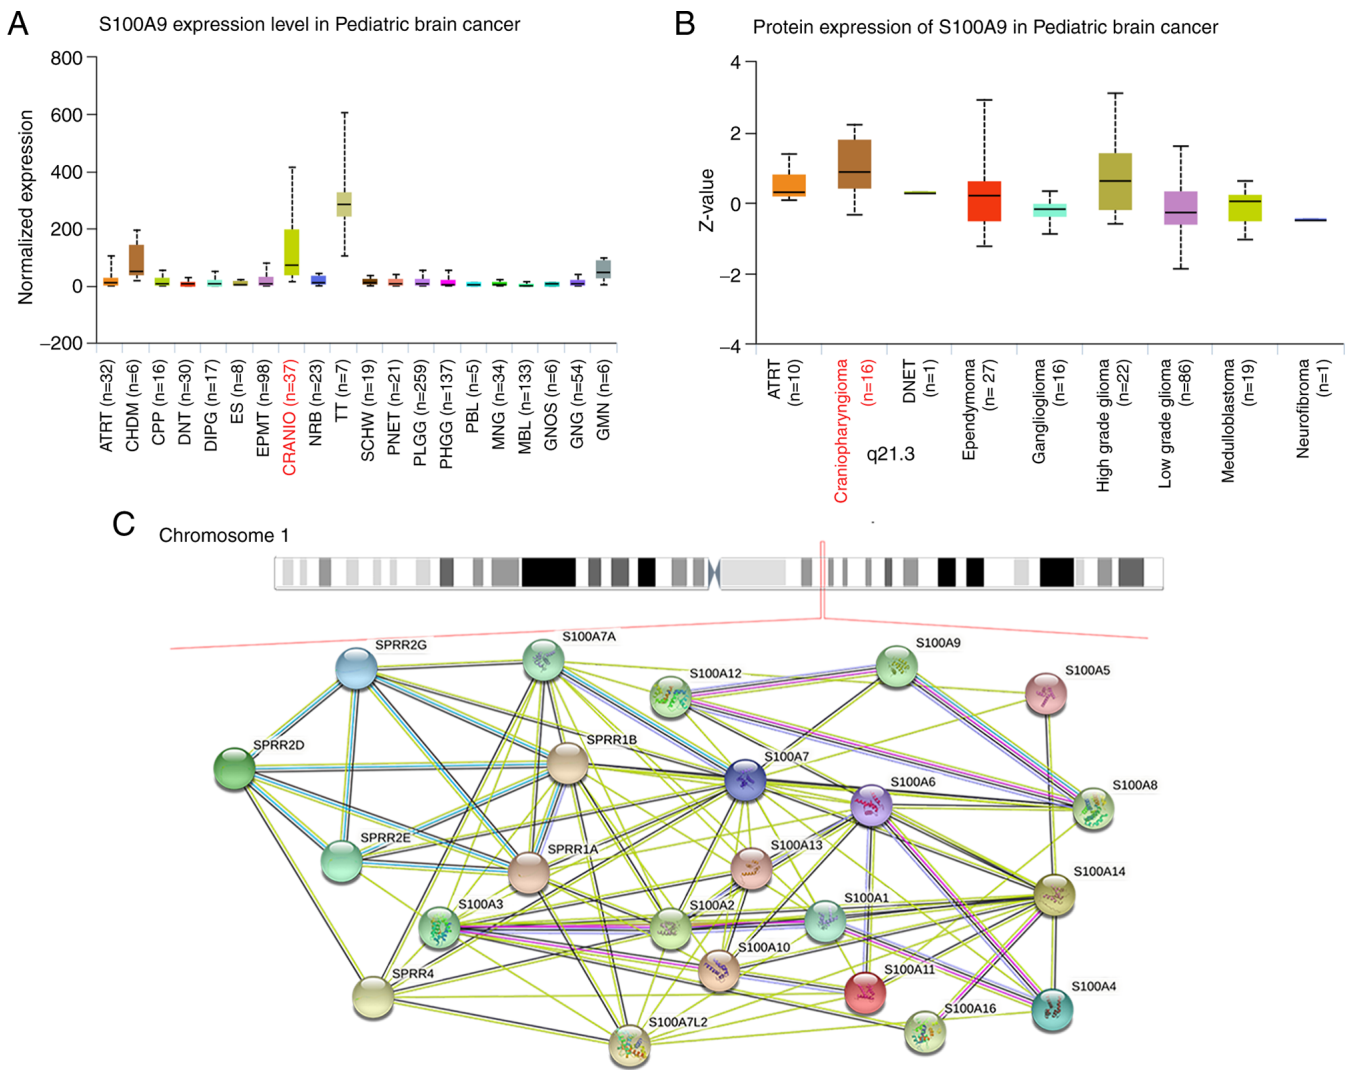 A
S100A9 expression level in Pediatric brain cancer
Normalized expression
800
600
400
200
0
–200
ATRT (n=32)
CHDM (n=6)
CPP (n=16)
DNT (n=30)
DIPG (n=17)
ES (n=8)
EPMT (n=98)
CRANIO (n=37)
NRB (n=23)
TT (n=7)
SCHW (n=19)
PNET (n=21)
PLGG (n=259)
PHGG (n=137)
PBL (n=5)
MNG (n=34)
MBL (n=133)
GNOS (n=6)
GNG (n=54)
GMN (n=6)
B
Protein expression of S100A9 in Pediatric brain cancer
Z-value
4
2
0
–2
–4
ATRT
(n=10)
Craniopharyngioma
(n=16)
DNET
(n=1)
Ependymoma
(n= 27)
Ganglioglioma
(n=16)
High grade glioma
(n=22)
Low grade glioma
(n=86)
Medulloblastoma
(n=19)
Neurofibroma
(n=1)
q21.3
C
Chromosome 1
SPRR2G
S100A7A
S100A9
S100A12
S100A5
SPRR2D
SPRR1B
S100A7
S100A6
S100A8
SPRR2E
SPRR1A
S100A13
S100A14
S100A3
S100A2
S100A1
S100A10
SPRR4
S100A11
S100A4
S100A16
S100A7L2